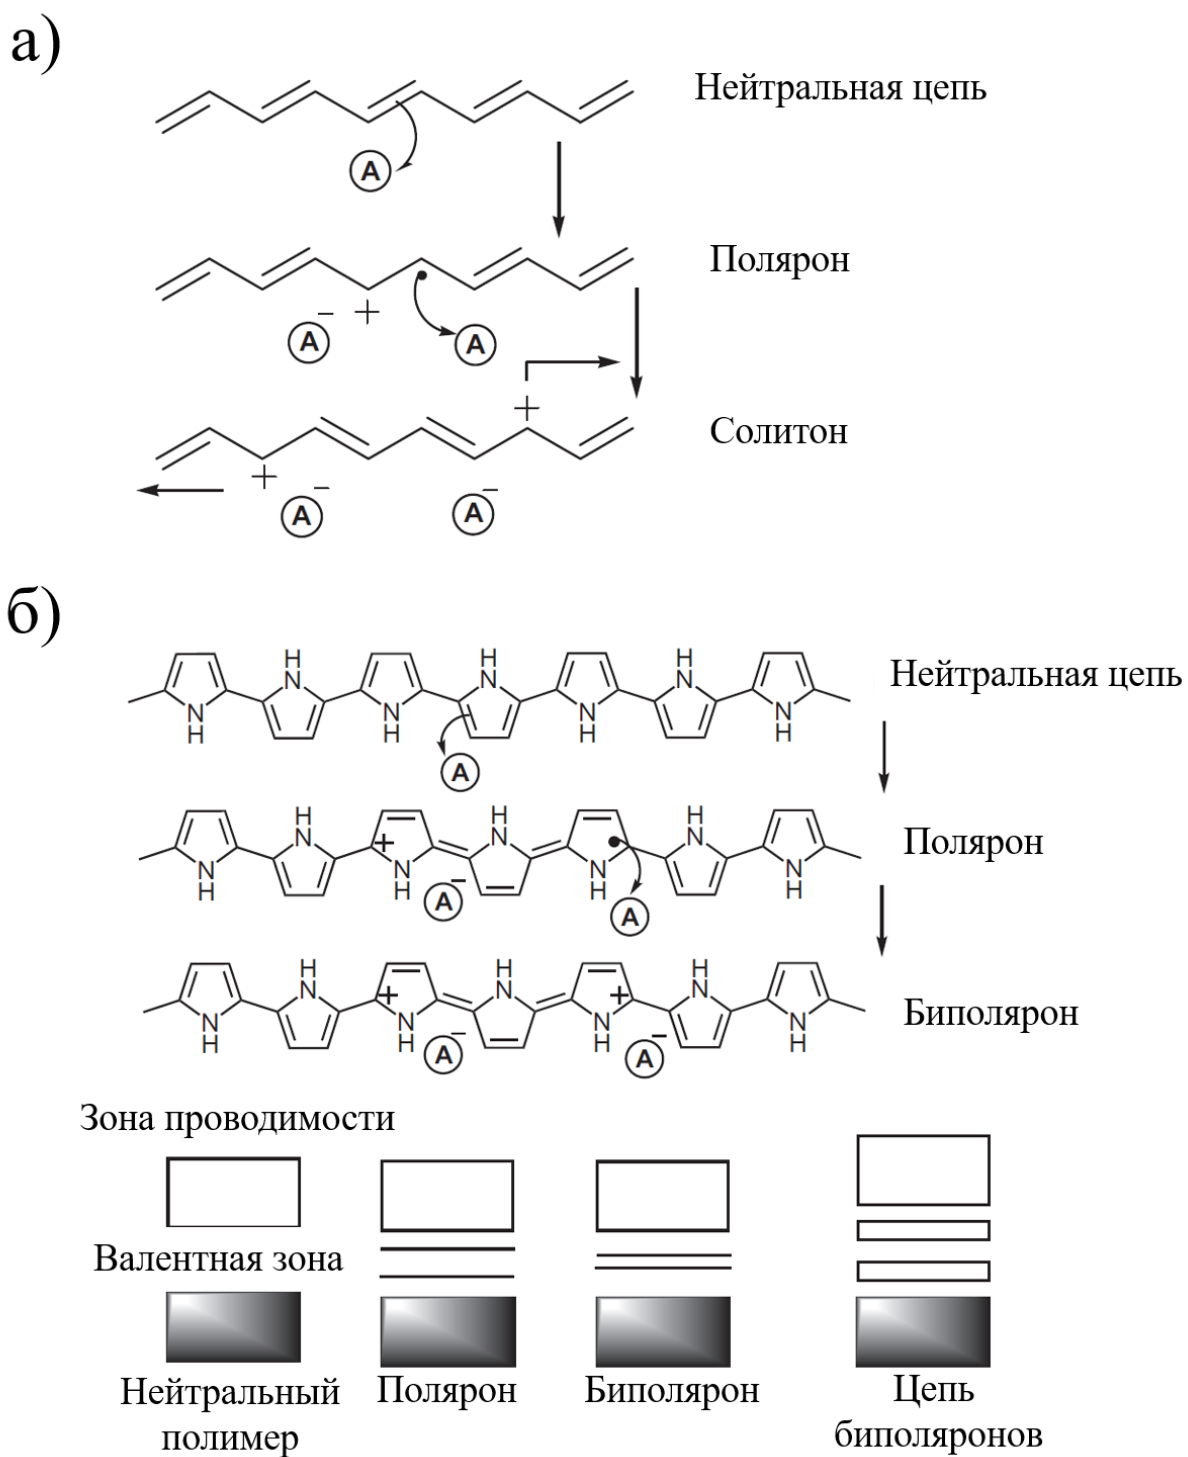 а)
Нейтральная цепь
A
Полярон
A − +
A
+
Солитон
+
A −
A −
б)
H N H N H N H N H N H N H N
Нейтральная цепь
A
H N H N + H N H N H N H N H N
Полярон
A −
A
H N H N + H N H N + H N H N H N
Биполярон
A −
A −
Зона проводимости
Валентная зона
Нейтральный полимер
Полярон
Биполярон
Цепь биполяронов